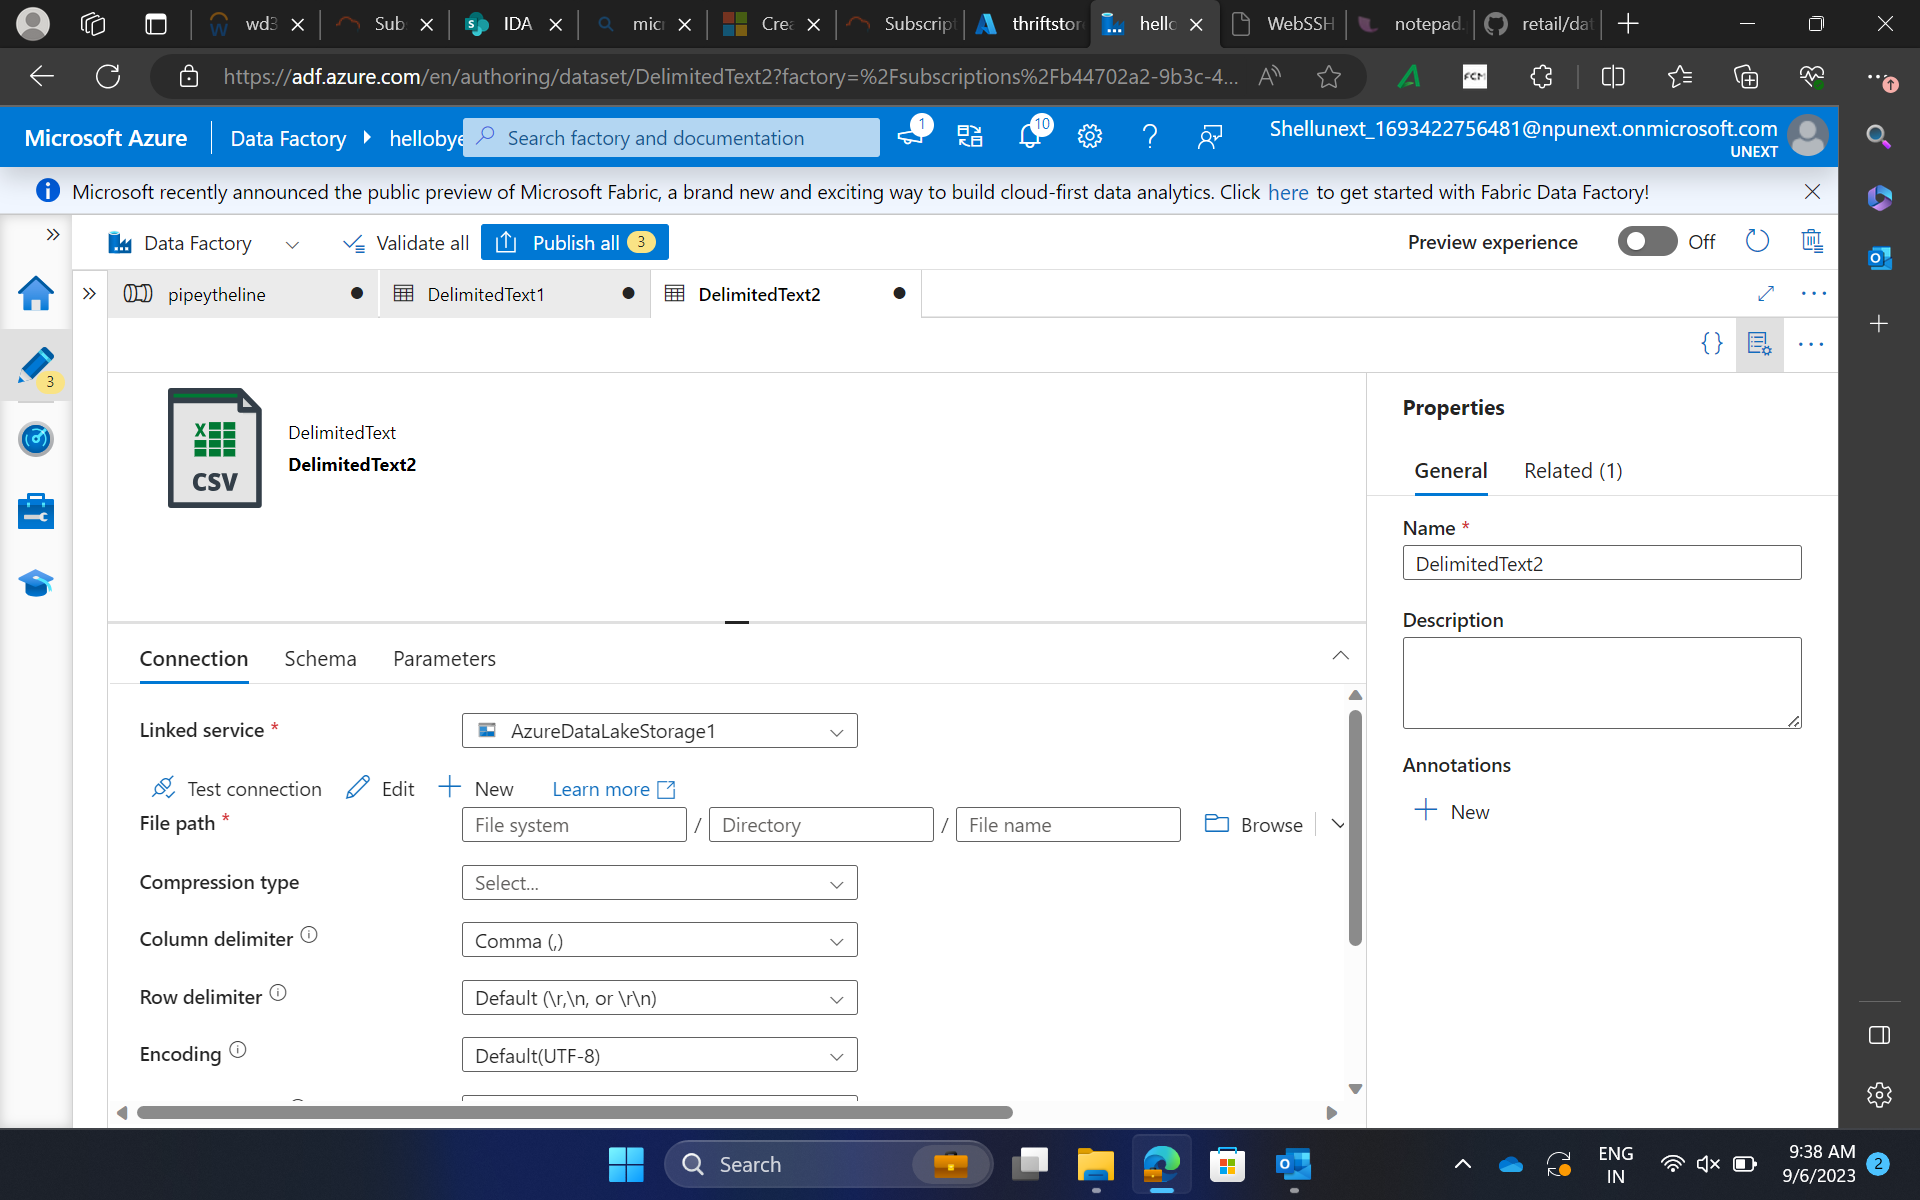 wd3
Sub
IDA
micr
Crea
Subscript
thriftstor
hello
WebSSH
notepad.
retail/dat
https://adf.azure.com/en/authoring/dataset/DelimitedText2?factory=%2Fsubscriptions%2Fb44702a2-9b3c-4...
FCM
Microsoft Azure
Data Factory
hellobye
Search factory and documentation
1
10
Shellunext_1693422756481@npunext.onmicrosoft.com
UNEXT
Microsoft recently announced the public preview of Microsoft Fabric, a brand new and exciting way to build cloud-first data analytics. Click here to get started with Fabric Data Factory!
Data Factory
Validate all
Publish all 3
Preview experience
Off
pipeytheline
DelimitedText1
DelimitedText2
3
CSV
DelimitedText
DelimitedText2
Properties
General
Related (1)
Name *
DelimitedText2
Description
Annotations
New
Connection
Schema
Parameters
Linked service *
AzureDataLakeStorage1
Test connection
Edit
New
Learn more
File path *
File system / Directory / File name
Browse
Compression type
Select...
Column delimiter
Comma (,)
Row delimiter
Default (\r,\n, or \r\n)
Encoding
Default(UTF-8)
Search
ENG
IN
9:38 AM
9/6/2023
2